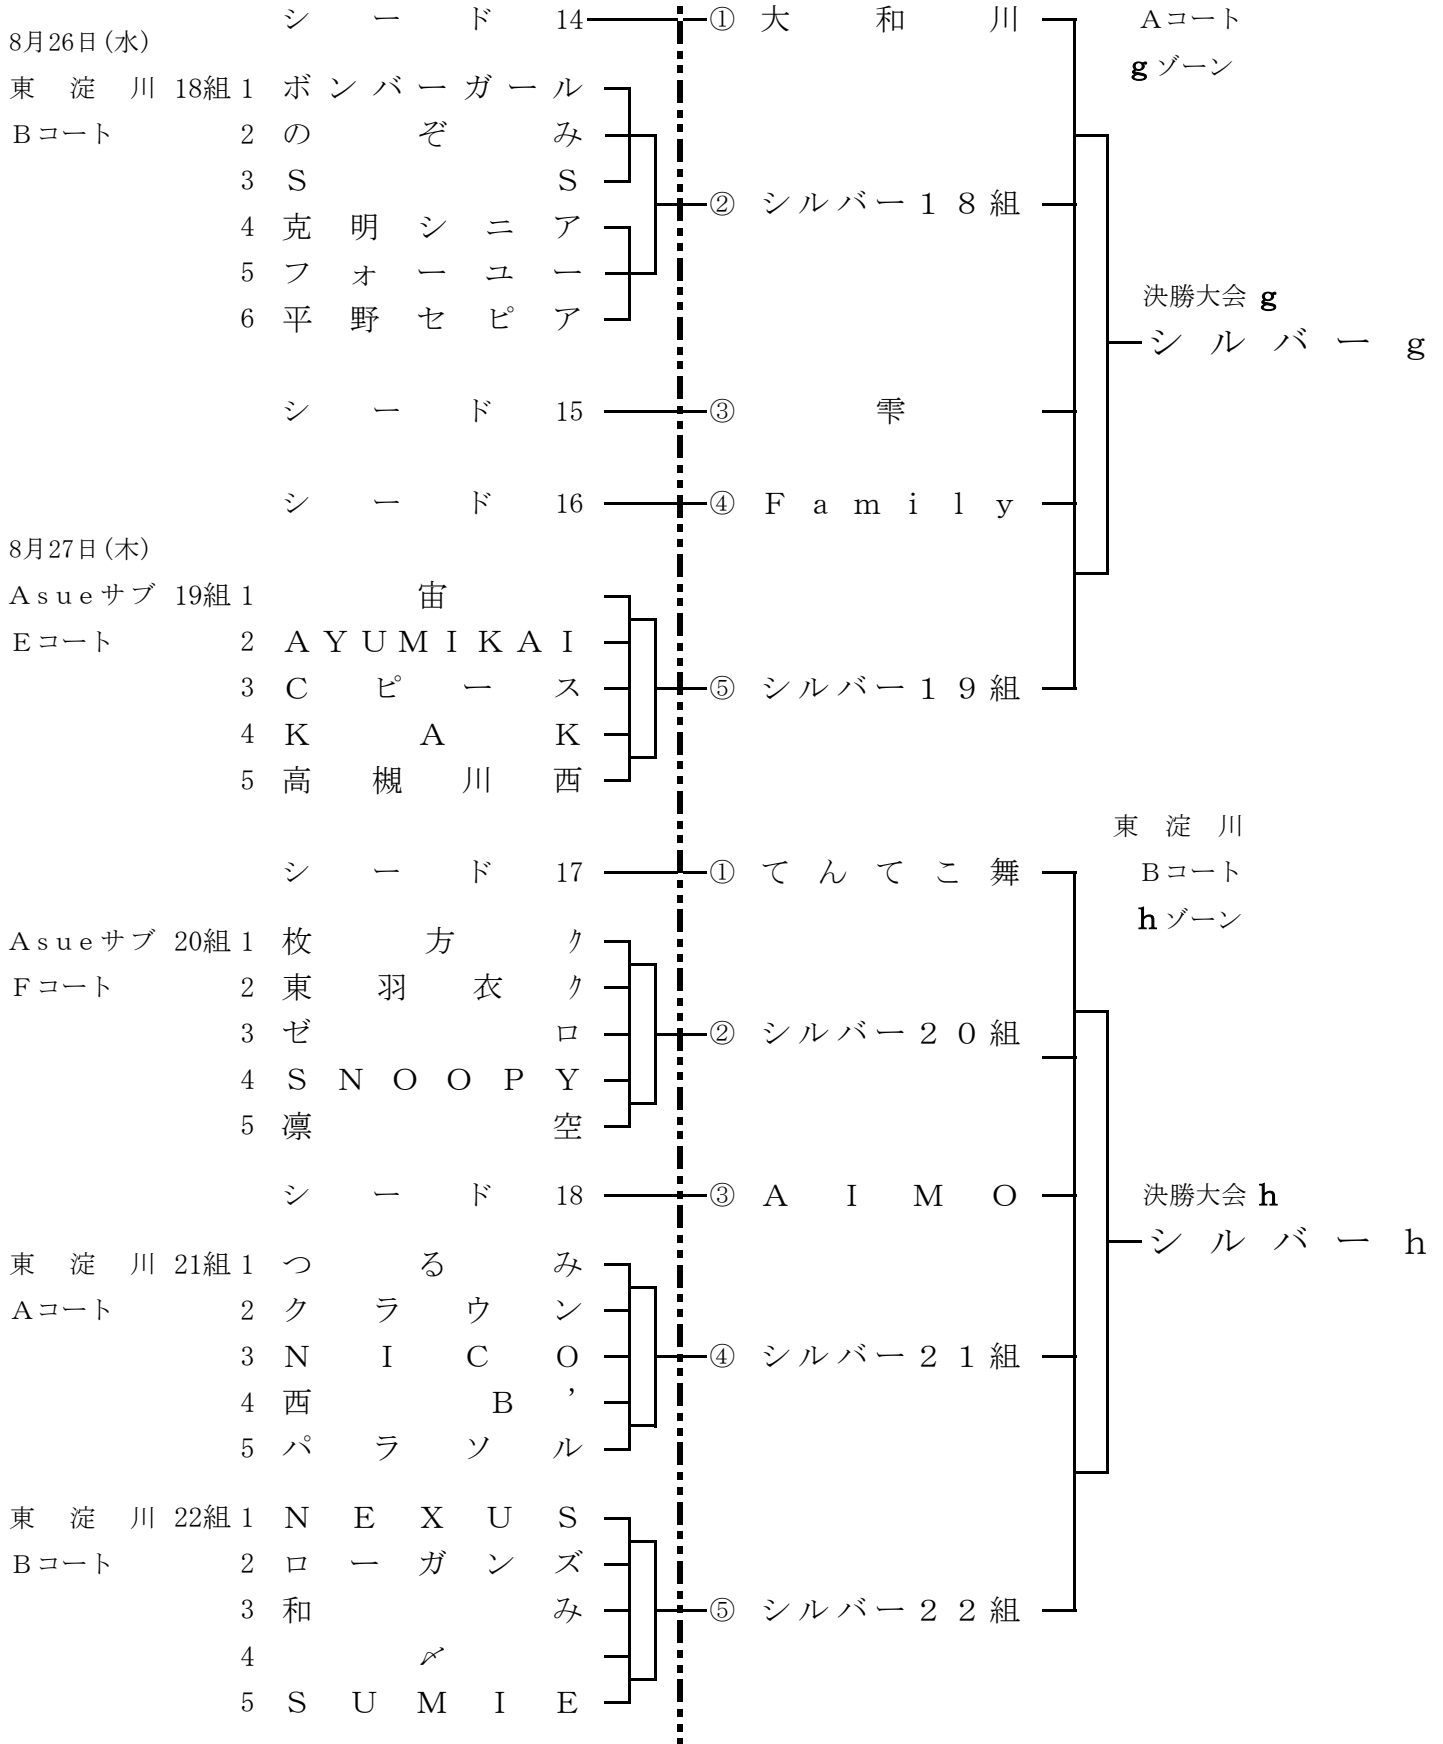 シード 14 ① 大和川 Aコート
8月26日(水)
gゾーン
東淀川 18組 1 ボンバーガール
Bコート 2 のぞみ
3 SS
② シルバー18組
4 克明シニア
5 フォーユー
決勝大会 g
6 平野セピア
シルバーg
シード 15 ③ 雫
シード 16 ④ Family
8月27日(木)
Asueサブ 19組 1 宙
Eコート 2 AYUMIKAI
3 Cピース ⑤ シルバー19組
4 KAK
5 高槻川西
東淀川
シード 17 ① てんてこ舞 Bコート
hゾーン
Asueサブ 20組 1 枚方ク
Fコート 2 東羽衣ク
3 ゼロ ② シルバー20組
4 SNOOPY
5 凛空
シード 18 ③ AIMO 決勝大会 h
シルバーh
東淀川 21組 1 つるみ
Aコート 2 クラウン
3 NICO ④ シルバー21組
4 西B’
5 パラソル
東淀川 22組 1 NEXUS
Bコート 2 ローガンズ
3 和み ⑤ シルバー22組
4 〆
5 SUMIE